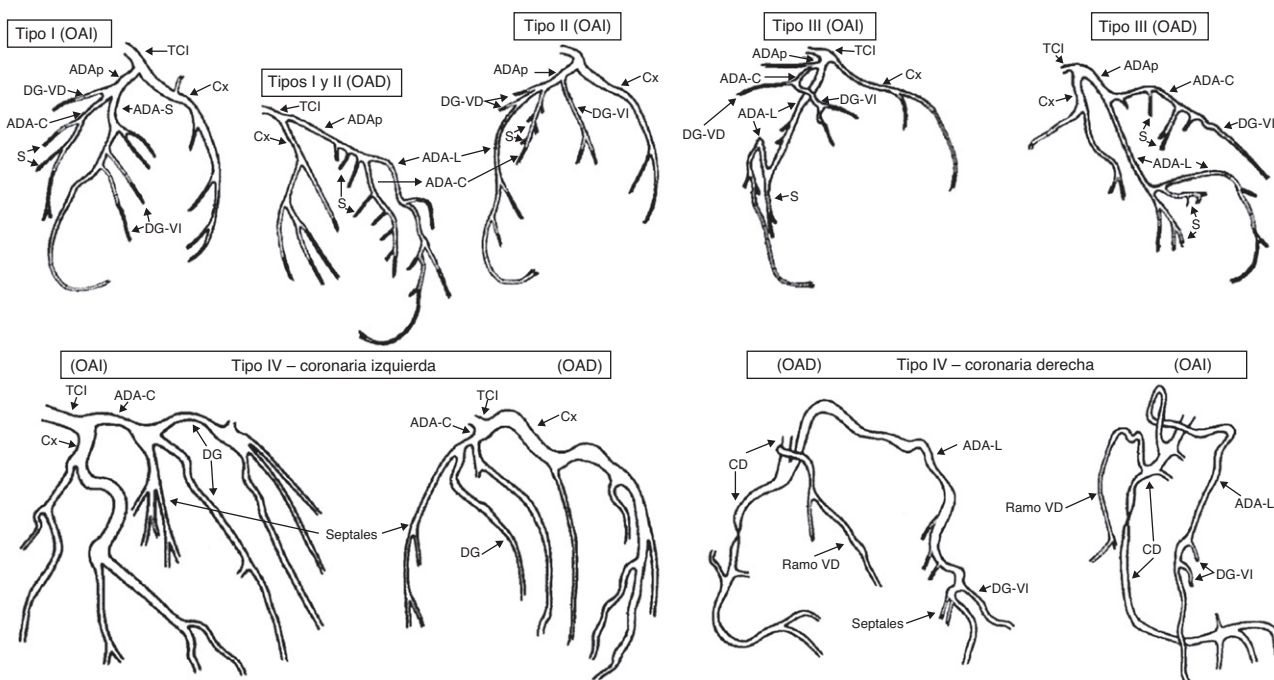 Tipo I (OAI)
TCI
ADAp
DG-VD
Cx
ADA-C
ADA-S
S
DG-VI
Tipos I y II (OAD)
TCI
ADAp
Cx
ADA-L
ADA-C
S
Tipo II (OAI)
ADAp
Cx
DG-VD
DG-VI
S
Tipo III (OAI)
TCI
ADAp
Cx
ADA-C
DG-VI
ADA-L
DG-VD
S
Tipo III (OAD)
TCI
ADAp
ADA-C
Cx
S
DG-VI
ADA-L
S
(OAI) Tipo IV – coronaria izquierda (OAD)
TCI
ADA-C
Cx
DG
Septales
TCI
Cx
ADA-C
DG
(OAD) Tipo IV – coronaria derecha (OAI)
CD
ADA-L
Ramo VD
DG-VI
Septales
Ramo VD
ADA-L
CD
DG-VI